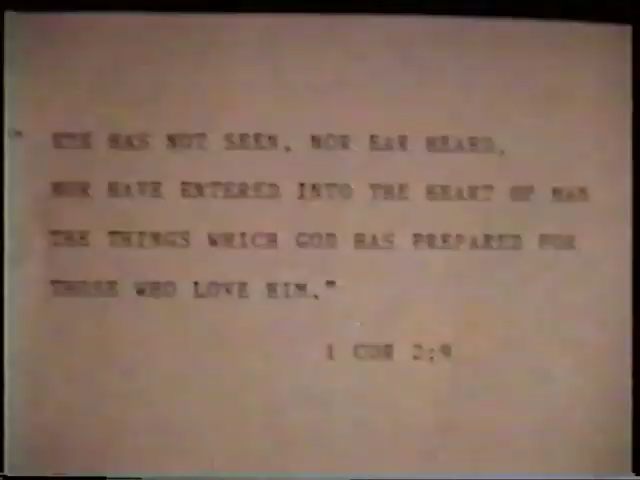 " EYE HAS NOT SEEN, NOR EAR HEARD,
NOR HAVE ENTERED INTO THE HEART OF MAN
THE THINGS WHICH GOD HAS PREPARED FOR
THOSE WHO LOVE HIM."
1 COR 2:9